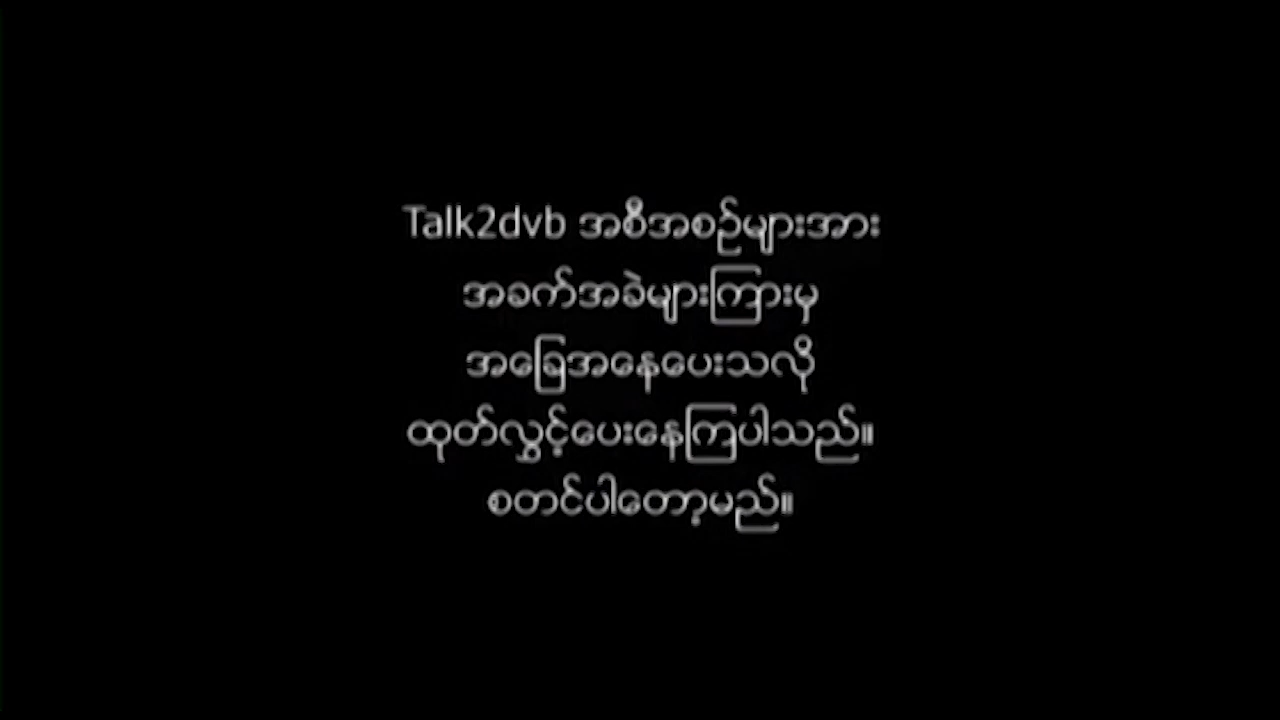 Talk2dvb အစီအစဉ်များအား
အခက်အခဲများကြားမှ
အခြေအနေပေးသလို
ထုတ်လွှင့်ပေးနေကြပါသည်။
စတင်ပါတော့မည်။